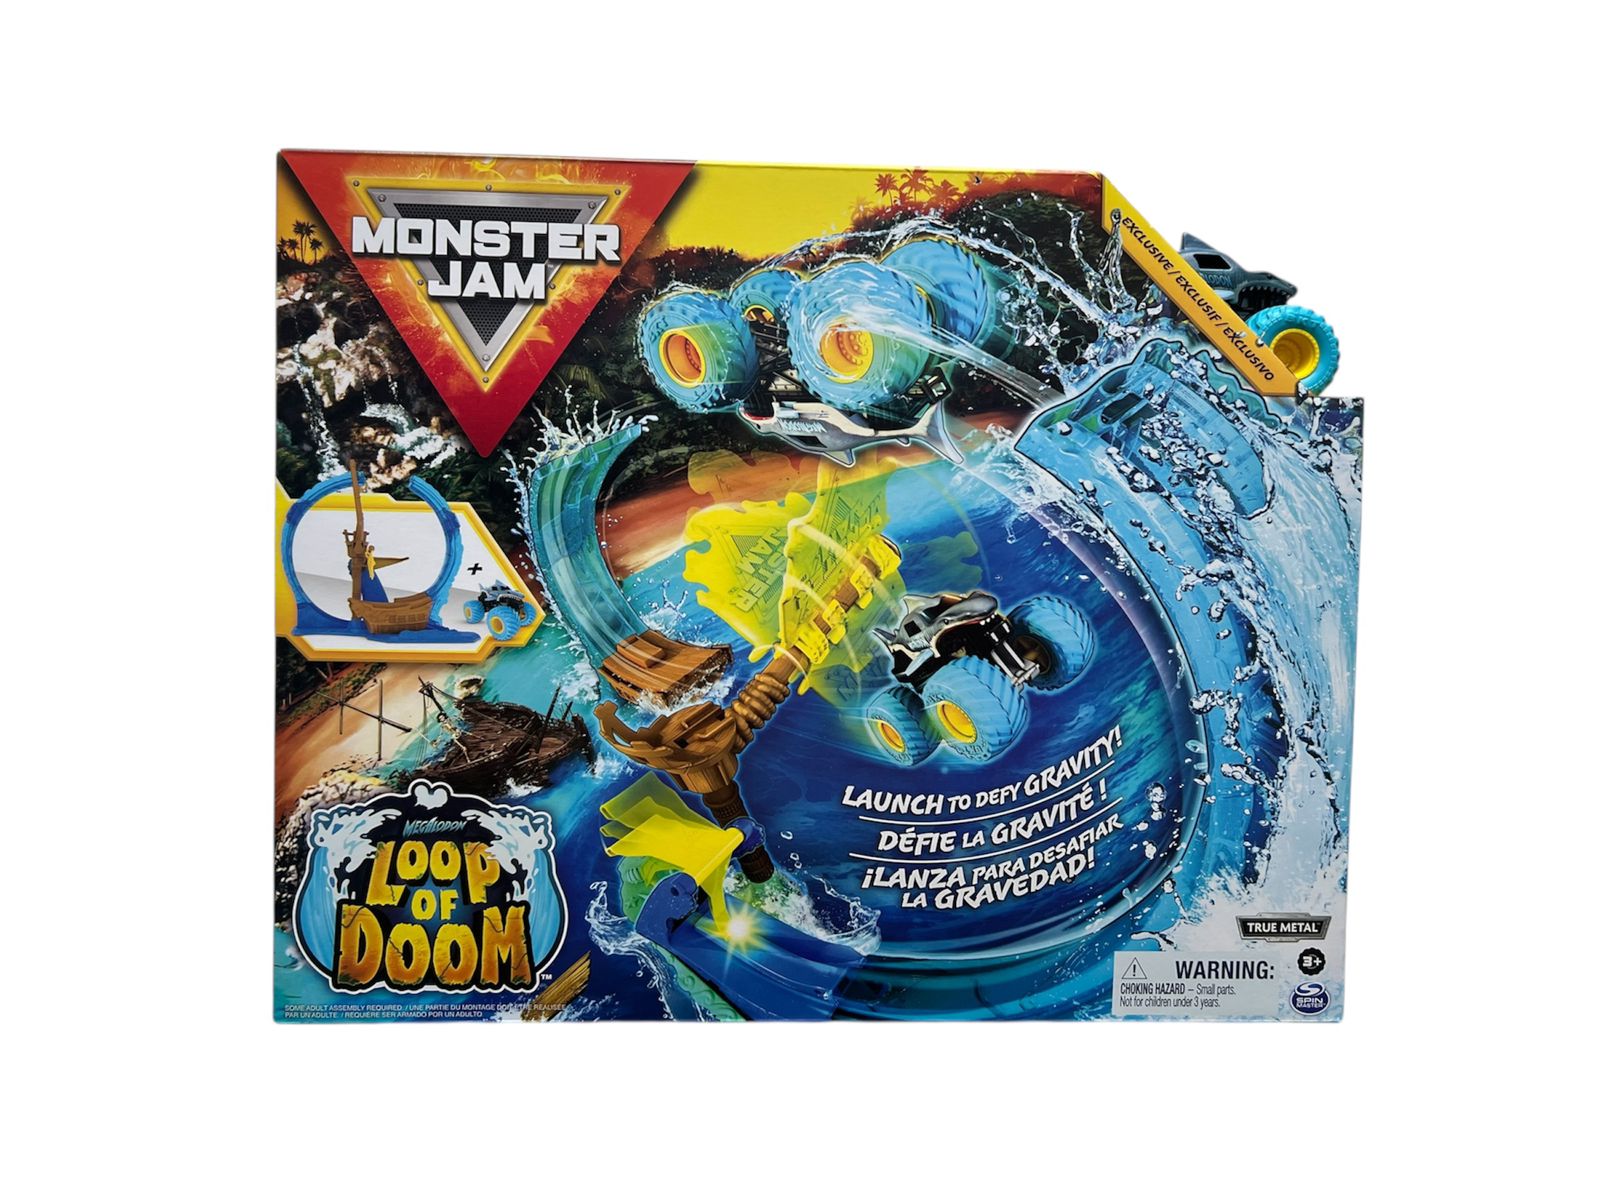 MONSTER
JAM
EXCLUSIVE / EXCLUSIF / EXCLUSIVO
MEGALODON
LOOP
OF
DOOM™
LAUNCH TO DEFY GRAVITY!
DÉFIE LA GRAVITÉ !
¡LANZA PARA DESAFIAR
LA GRAVEDAD!
TRUE METAL
3+
WARNING:
CHOKING HAZARD – Small parts.
Not for children under 3 years.
SPIN
MASTER
SOME ADULT ASSEMBLY REQUIRED. / UNE PARTIE DU MONTAGE DOIT ÊTRE RÉALISÉE
PAR UN ADULTE. / REQUIERE SER ARMADO POR UN ADULTO